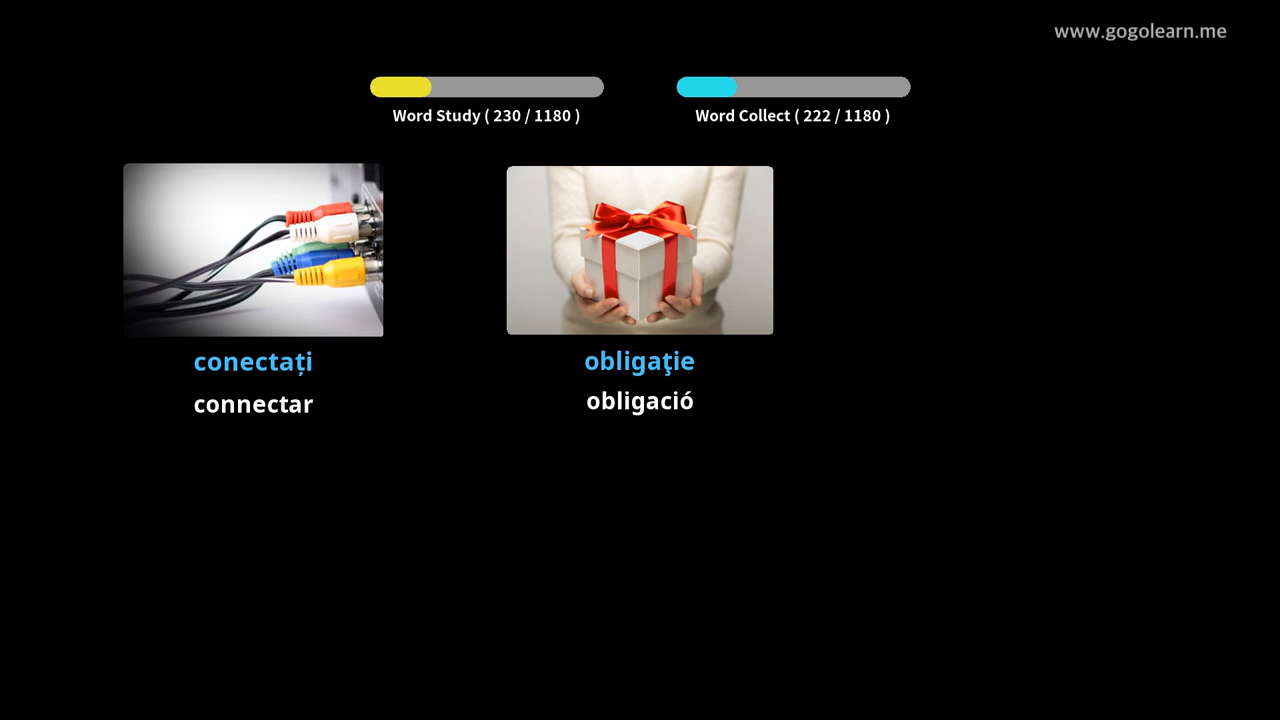 www.gogolearn.me
Word Study ( 230 / 1180 )
Word Collect ( 222 / 1180 )
conectați
connectar
obligaţie
obligació